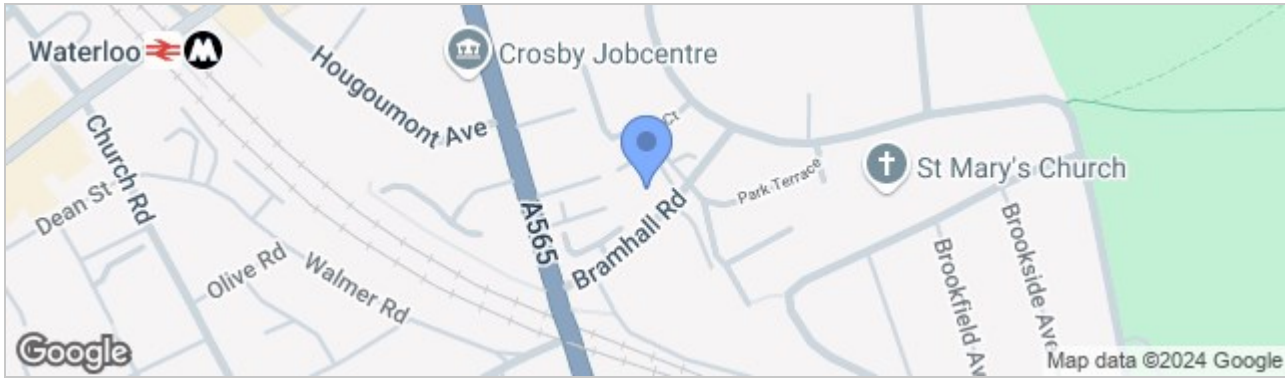 Waterloo
Hougoumont Ave
Crosby Jobcentre
Church Rd
Dean St
Olive Rd
Walmer Rd
A565
Bramhall Rd
Ct
Park Terrace
St Mary's Church
Brookfield Av
Brookside Ave
Google
Map data ©2024 Google